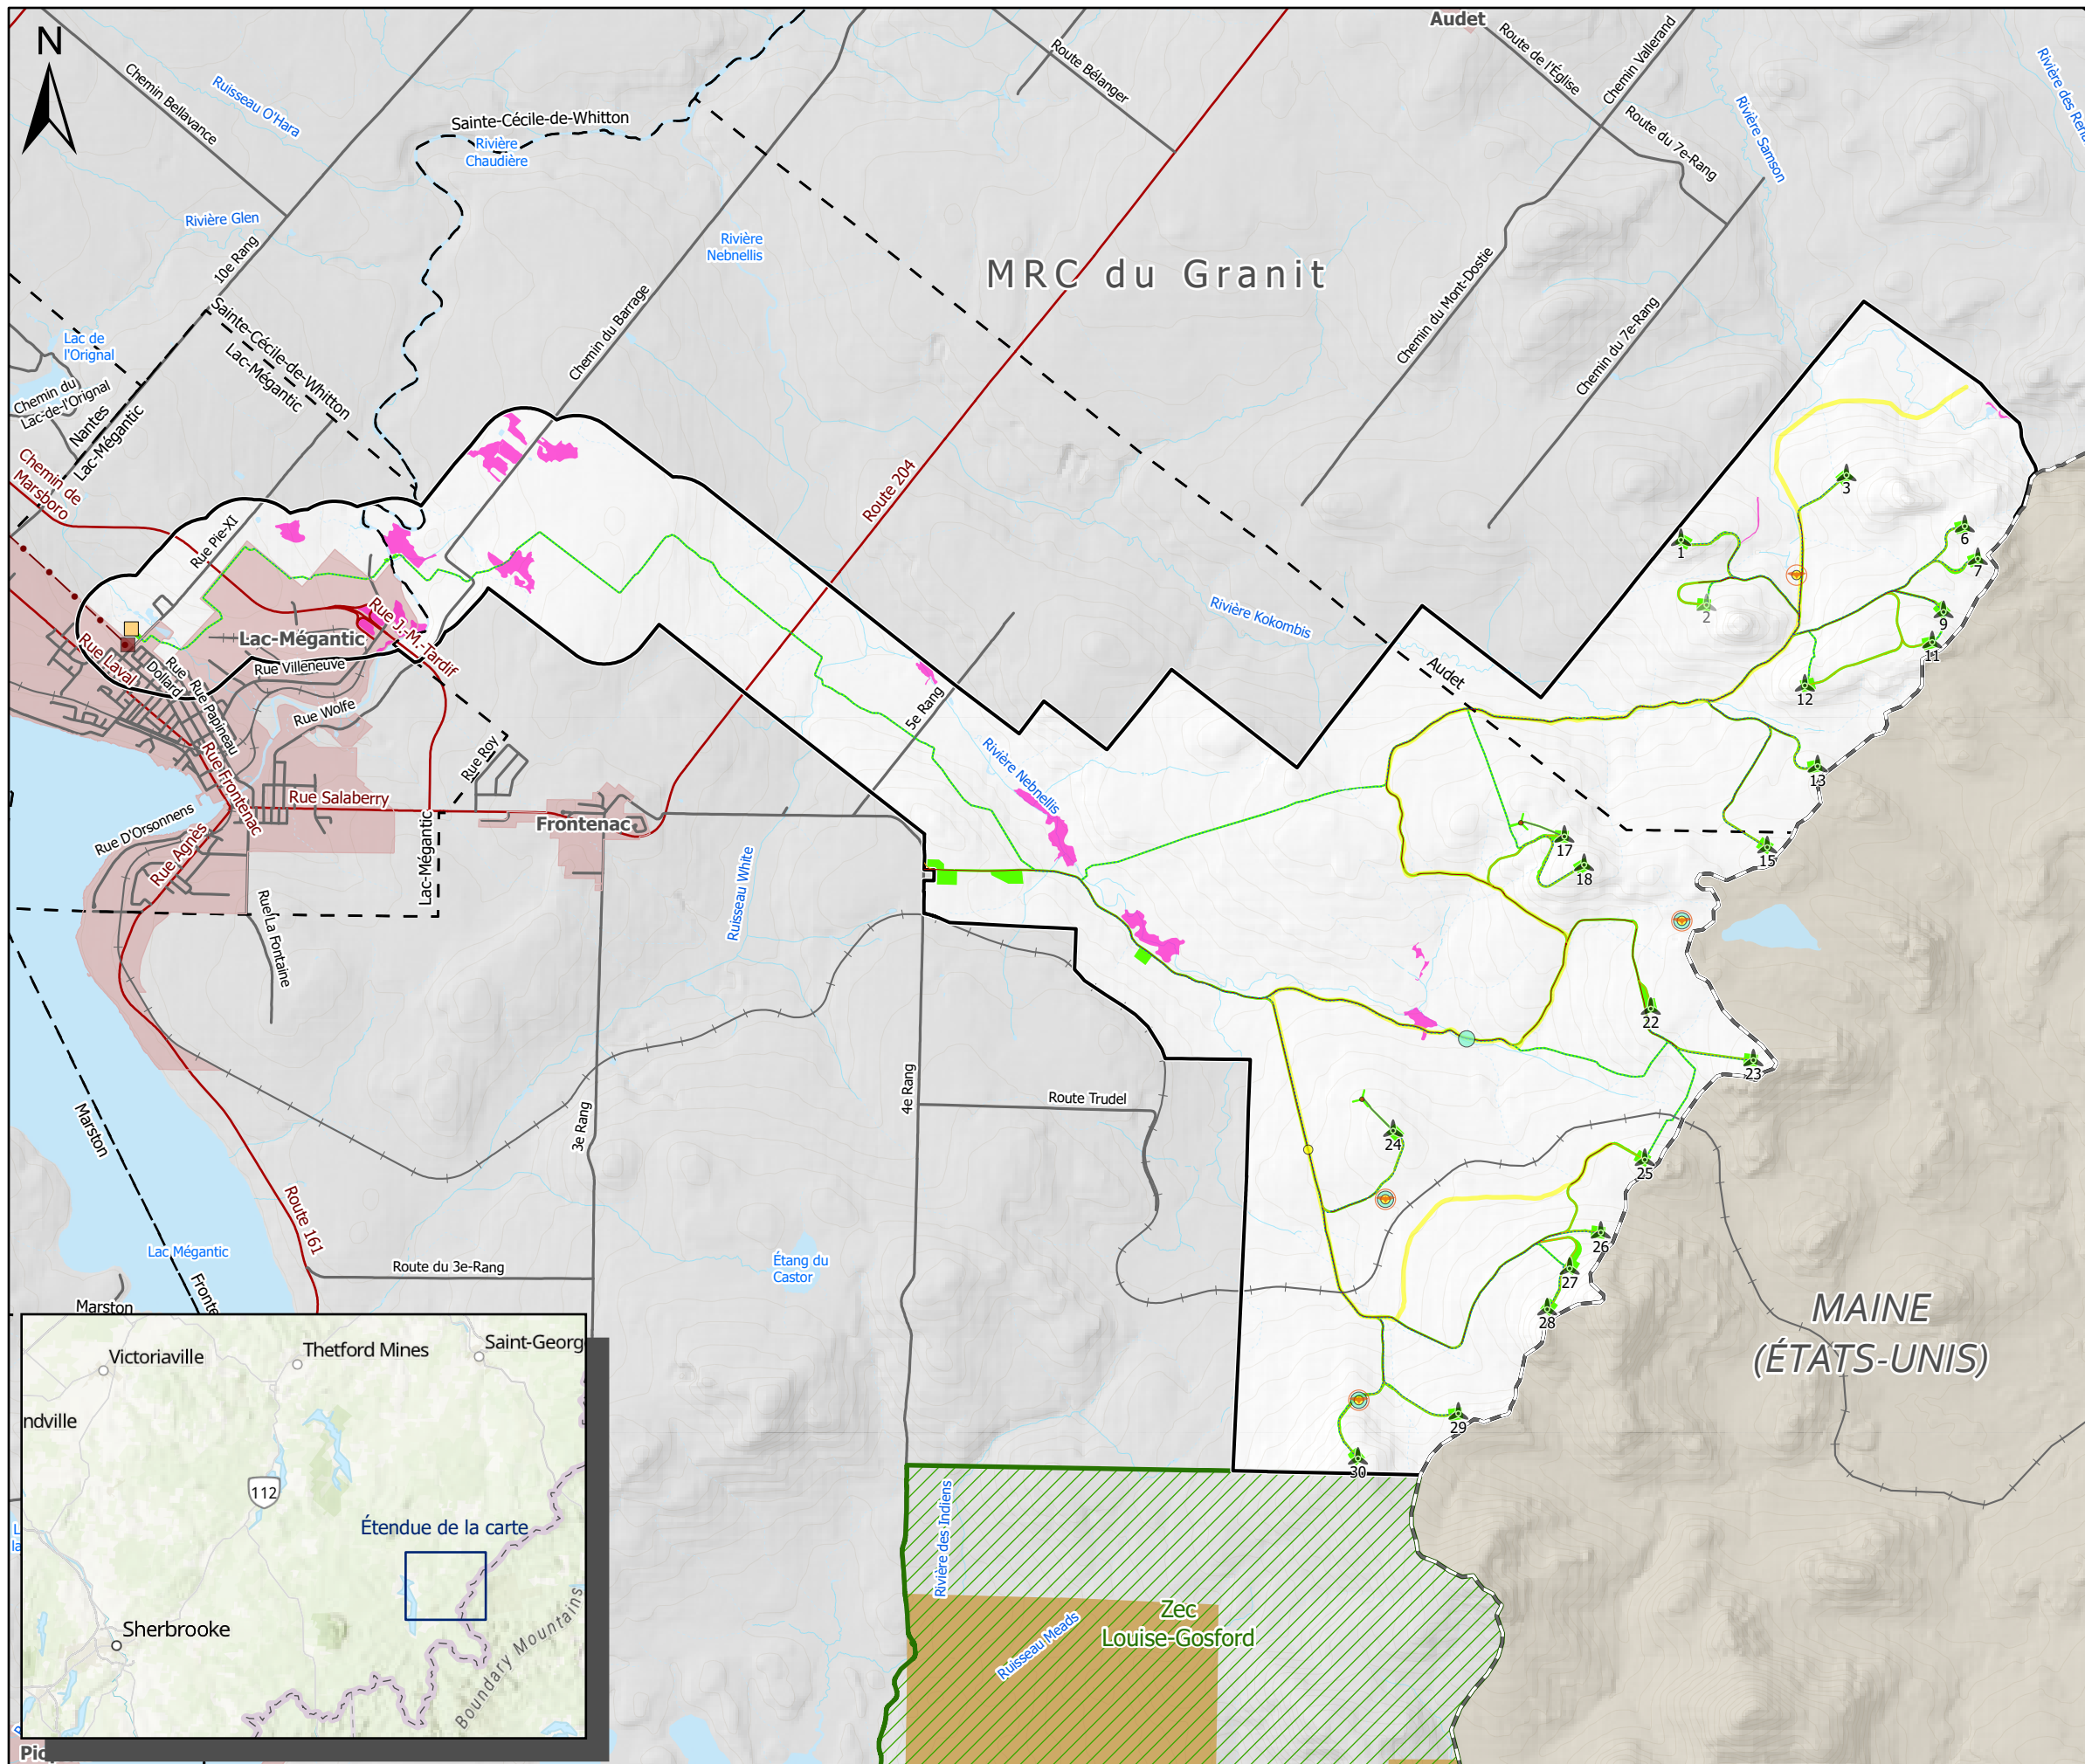 N
Audet
Route de l'Église
Chemin Vallerand
Chemin Bellavance
Ruisseau O'Hara
Sainte-Cécile-de-Whitton
Rivière
Chaudière
Route Bélanger
Route du 7e-Rang
Rivière Samson
Rivière Glen
10e Rang
Rivière
Nebnellis
MRC du Granit
Chemin du Barrage
Chemin du Mont-Dostie
Chemin du 7e-Rang
Lac de
l'Orignal
Chemin du
Lac-de-l'Orignal
Sainte-Cécile-de-Whitton
Lac-Mégantic
Nantes
Lac-Mégantic
Chemin de
Marsboro
Rue Pie-XI
Route 204
3
6
1
7
2
9
11
12
13
15
17
18
Rivière Kokombis
Audet
Rue J.-M.-Tardif
Lac-Mégantic
Rue Villeneuve
Rue Laval
Rue
Dollard
Rue Papineau
Rue Wolfe
Rue Roy
5e Rang
Rivière Nebnellis
Rue Frontenac
Rue Salaberry
Frontenac
Rue D'Orsonnens
Rue Agnès
Lac-Mégantic
Rue La Fontaine
Ruisseau White
22
23
24
25
26
27
28
29
30
4e Rang
3e Rang
Route Trudel
Marston
Lac Mégantic
Route 161
Route du 3e-Rang
Étang du
Castor
MAINE
(ÉTATS-UNIS)
Marston
Victoriaville
Thetford Mines
Saint-Georg
ndville
112
Étendue de la carte
Sherbrooke
Boundary Mountains
Rivière des Indiens
Ruisseau Meads
Zec
Louise-Gosford